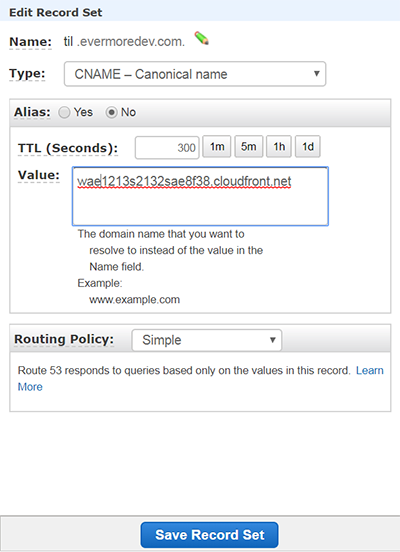 Edit Record Set
Name: til .evermoredev.com.
Type: CNAME – Canonical name
Alias: Yes No
TTL (Seconds): 300 1m 5m 1h 1d
Value: wae1213s2132sae8f38.cloudfront.net
The domain name that you want to
resolve to instead of the value in the
Name field.
Example:
www.example.com
Routing Policy: Simple
Route 53 responds to queries based only on the values in this record. Learn
More
Save Record Set